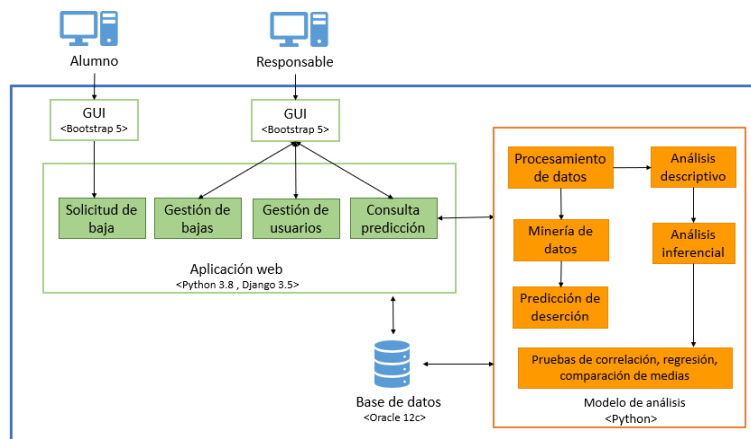 Alumno
Responsable
GUI
<Bootstrap 5>
GUI
<Bootstrap 5>
Solicitud de
baja
Gestión de
bajas
Gestión de
usuarios
Consulta
predicción
Aplicación web
<Python 3.8 , Django 3.5>
Base de datos
<Oracle 12c>
Procesamiento
de datos
Análisis
descriptivo
Minería de
datos
Análisis
inferencial
Predicción de
deserción
Pruebas de correlación, regresión,
comparación de medias
Modelo de análisis
<Python>